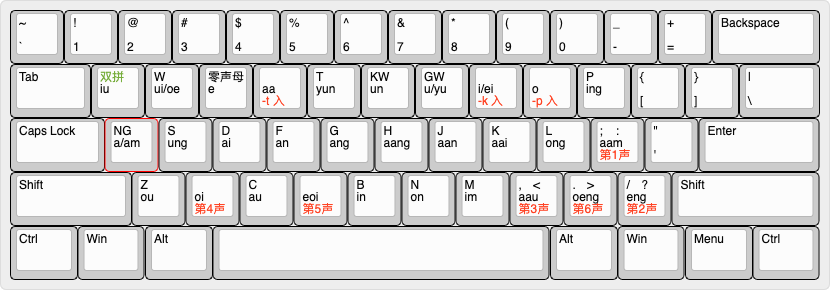 ~ ! @ # $ % ^ & * ( ) _ + Backspace
` 1 2 3 4 5 6 7 8 9 0 - =
Tab 双拼 W 零声母 T KW GW i/ei o P { } |
iu ui/oe e aa yun un u/yu -k 入 -p 入 ing [ ] \
-t 入
Caps Lock NG S D F G H J K L ; : " Enter
a/am ung ai an ang aang aan aai ong aam '
第1声
Shift Z oi C eoi B N M , < . > / ? Shift
ou 第4声 au 第5声 in on im aau oeng eng
第3声 第6声 第2声
Ctrl Win Alt Alt Win Menu Ctrl